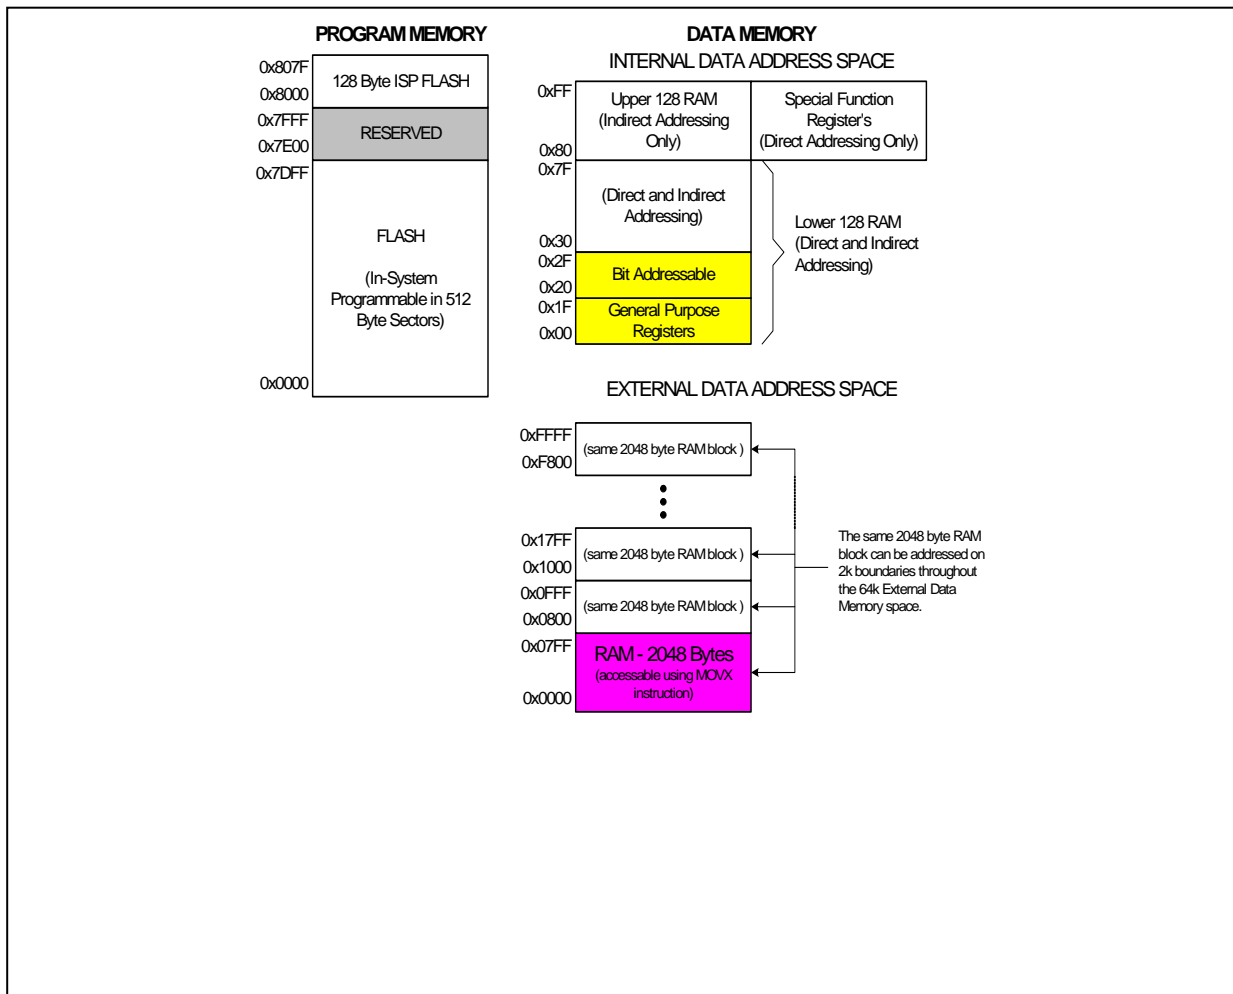 PROGRAM MEMORY
0x807F
0x8000
128 Byte ISP FLASH
0x7FFF
0x7E00
RESERVED
0x7DFF
FLASH
(In-System
Programmable in 512
Byte Sectors)
0x0000
DATA MEMORY
INTERNAL DATA ADDRESS SPACE
0xFF
0x80
Upper 128 RAM
(Indirect Addressing
Only)
Special Function
Register's
(Direct Addressing Only)
0x7F
(Direct and Indirect
Addressing)
0x30
0x2F
Bit Addressable
0x20
0x1F
General Purpose
Registers
0x00
Lower 128 RAM
(Direct and Indirect
Addressing)
EXTERNAL DATA ADDRESS SPACE
0xFFFF
(same 2048 byte RAM block )
0xF800
0x17FF
(same 2048 byte RAM block )
0x1000
0x0FFF
(same 2048 byte RAM block )
0x0800
0x07FF
RAM - 2048 Bytes
(accessable using MOVX
instruction)
0x0000
The same 2048 byte RAM
block can be addressed on
2k boundaries throughout
the 64k External Data
Memory space.